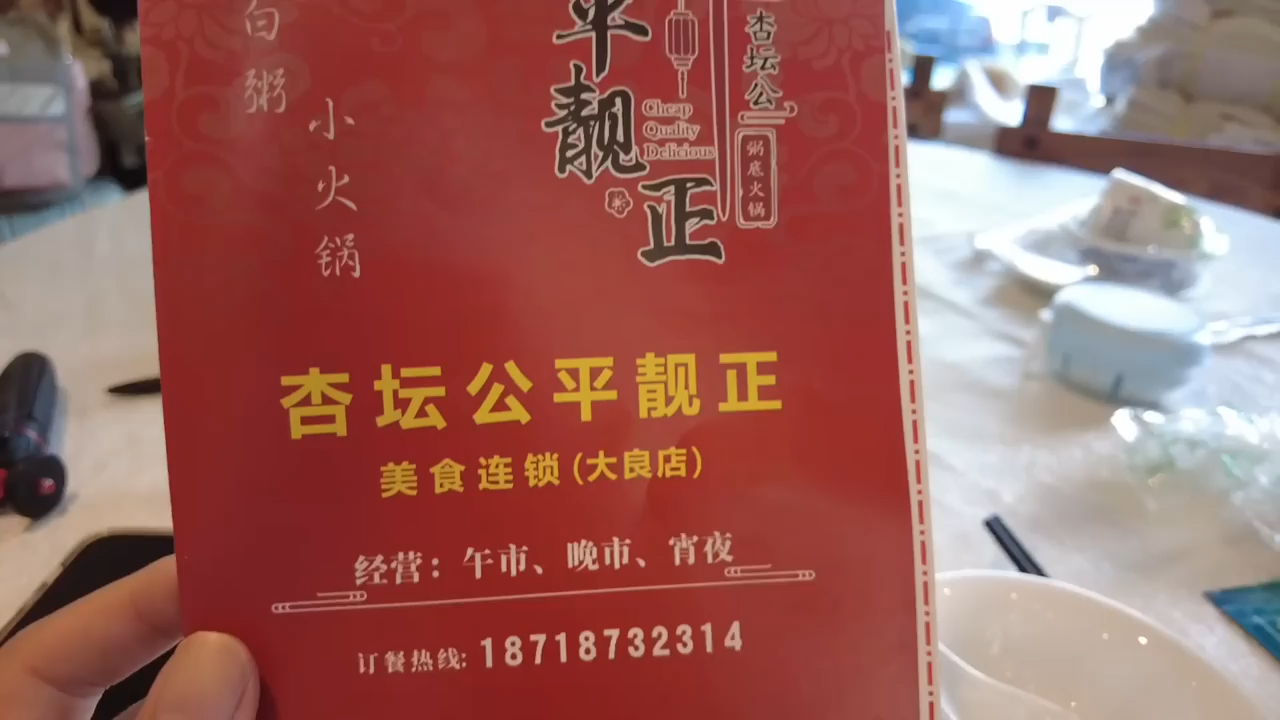 白粥
小火锅
平靓正
Cheap
Quality
Delicious
杏坛公
粥底火锅
杏坛公平靓正
美食连锁(大良店)
经营：午市、晚市、宵夜
订餐热线: 18718732314